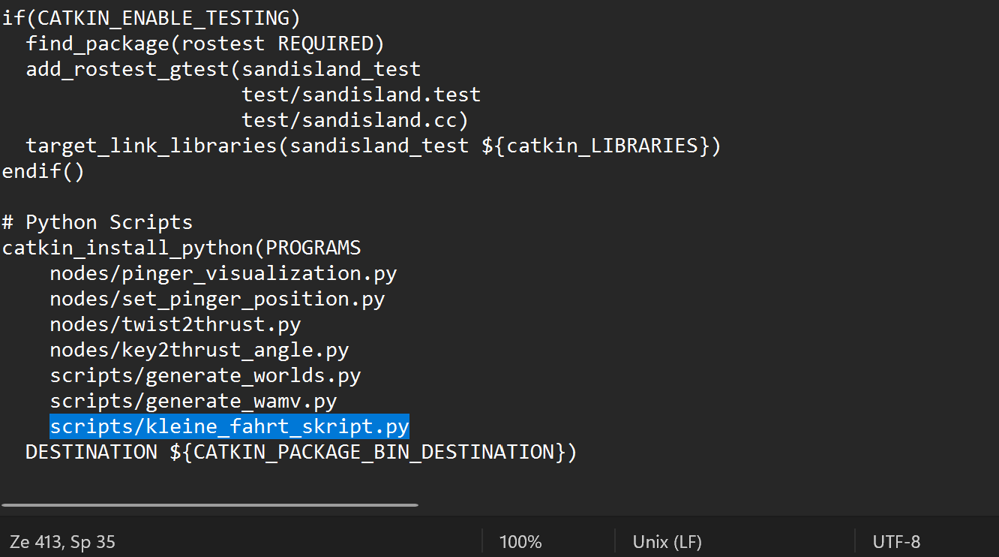 if(CATKIN_ENABLE_TESTING)
  find_package(rostest REQUIRED)
  add_rostest_gtest(sandisland_test
                    test/sandisland.test
                    test/sandisland.cc)
  target_link_libraries(sandisland_test ${catkin_LIBRARIES})
endif()

# Python Scripts
catkin_install_python(PROGRAMS
    nodes/pinger_visualization.py
    nodes/set_pinger_position.py
    nodes/twist2thrust.py
    nodes/key2thrust_angle.py
    scripts/generate_worlds.py
    scripts/generate_wamv.py
    scripts/kleine_fahrt_skript.py
  DESTINATION ${CATKIN_PACKAGE_BIN_DESTINATION})
Ze 413, Sp 35 100% Unix (LF) UTF-8